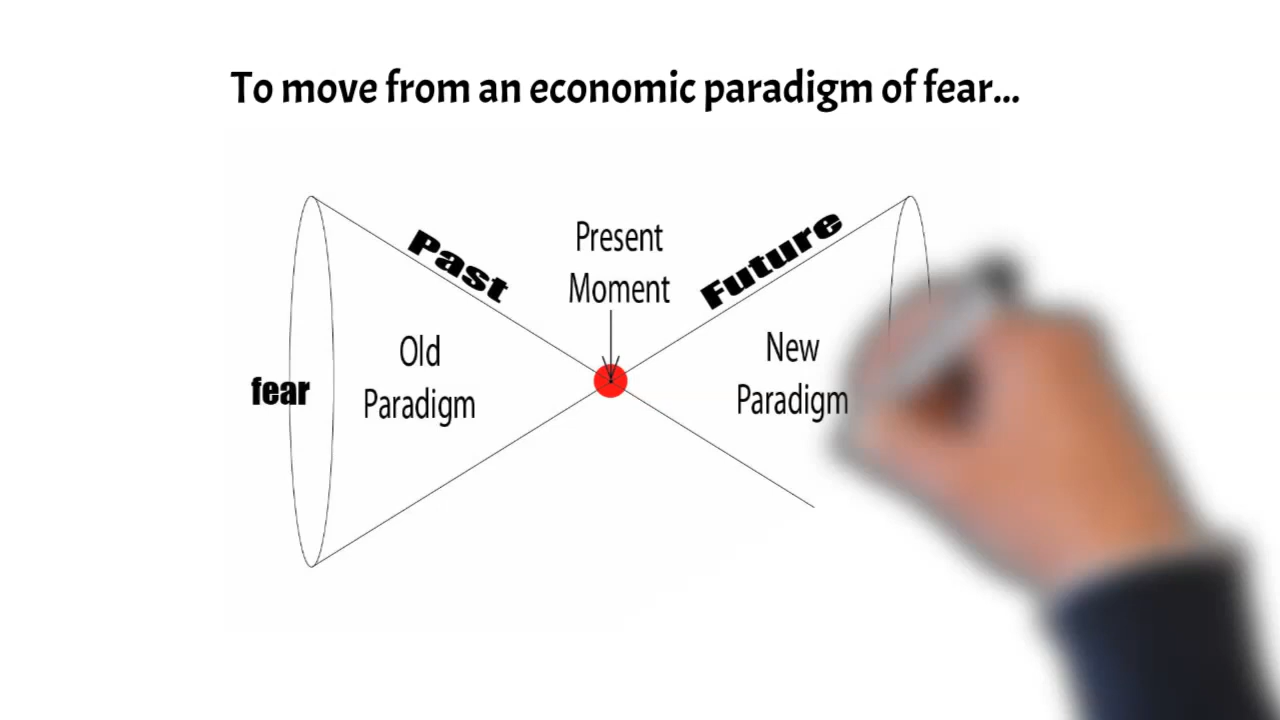 To move from an economic paradigm of fear...
Past
Present
Moment
Future
Old
Paradigm
New
Paradigm
fear